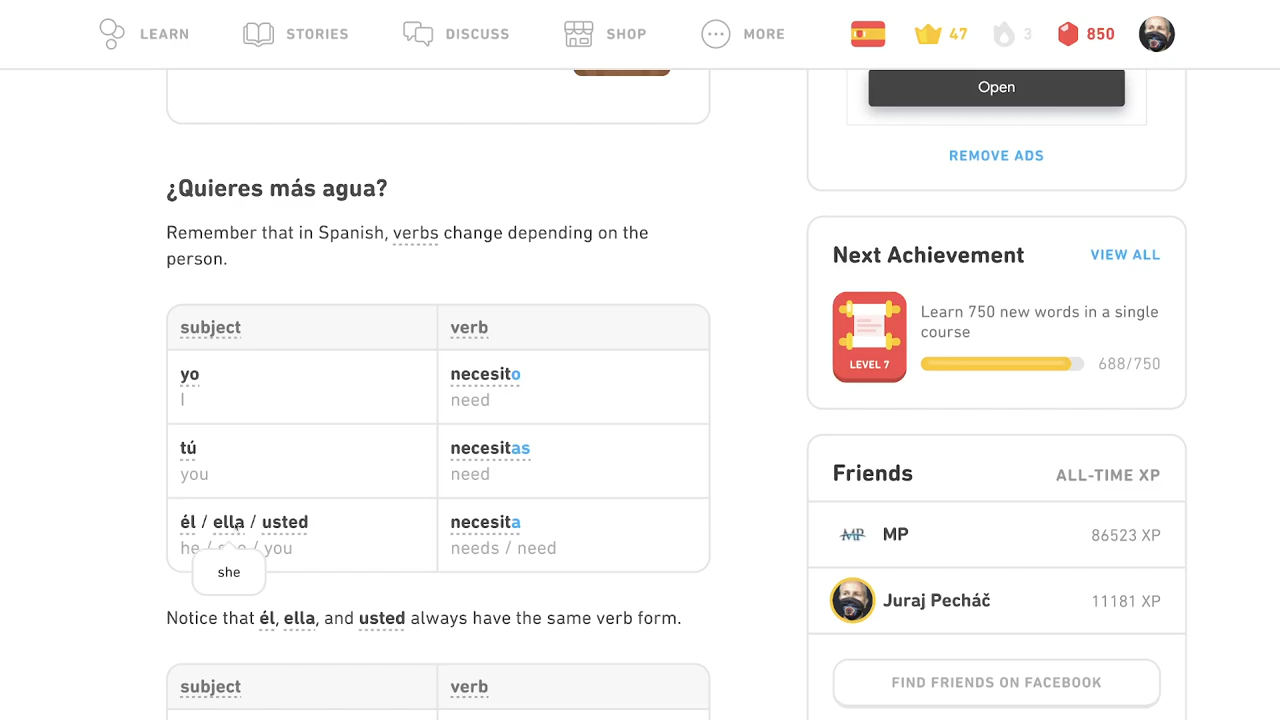 LEARN
STORIES
DISCUSS
SHOP
MORE
47
3
850
¿Quieres más agua?
Remember that in Spanish, verbs change depending on the
person.
subject verb
yo necesito
I need
tú necesitas
you need
él / ella / usted necesita
he / / you needs / need
she
Notice that él, ella, and usted always have the same verb form.
subject verb
Open
REMOVE ADS
Next Achievement VIEW ALL
Learn 750 new words in a single
course
LEVEL 7
688/750
Friends ALL-TIME XP
MP MP 86523 XP
Juraj Pecháč 11181 XP
FIND FRIENDS ON FACEBOOK